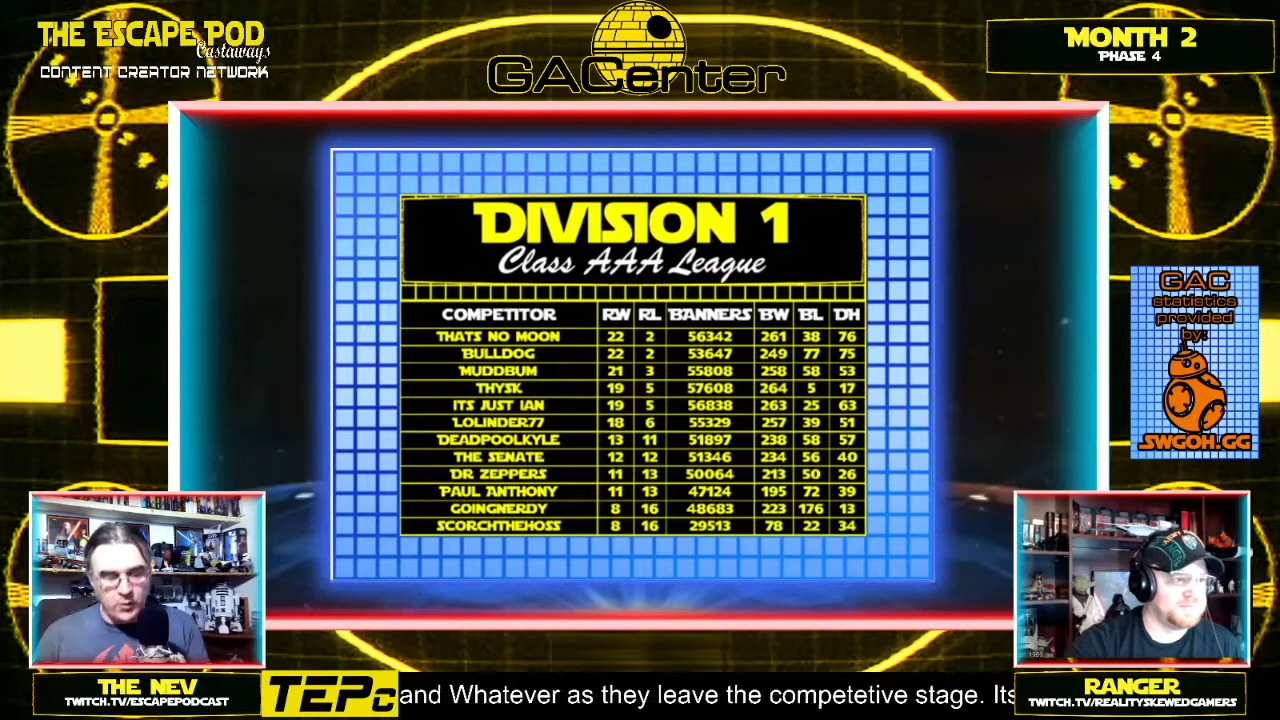 THE ESCAPE POD
Castaways
CONTENT CREATOR NETWORK
GACenter
MONTH 2
PHASE 4
DIVISION 1
Class AAA League
COMPETITOR RW RL BANNERS BW BL DH
THATS NO MOON 22 2 56342 261 38 76
BULLDOG 22 2 53647 249 77 75
MUDDBUM 21 3 55808 258 58 53
THYSK 19 5 57608 264 5 17
ITS JUST IAN 19 5 56838 263 25 63
LOLINDER77 18 6 55329 257 39 51
DEADPOOLKYLE 13 11 51897 238 58 57
THE SENATE 12 12 51346 234 56 40
DR ZEPPERS 11 13 50064 213 50 26
PAUL ANTHONY 11 13 47124 195 72 39
GOINGNERDY 8 16 48683 223 176 13
SCORCHTHEHOSS 8 16 29513 78 22 34
GAC
statistics
provided
by:
SWGOH.GG
THE NEV
TWITCH.TV/ESCAPEPODCAST
TEPc
and Whatever as they leave the competetive stage. Its
RANGER
TWITCH.TV/REALITYSKEWEDGAMERS